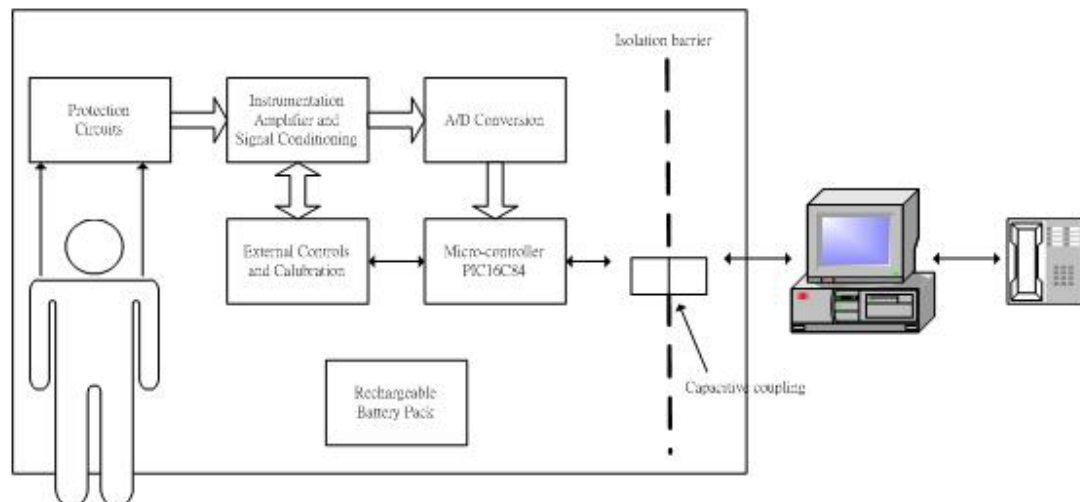 Isolation barrier
Protection
Circuits
Instrumentation
Amplifier and
Signal Conditioning
A/D Conversion
External Controls
and Calubration
Micro-controller
PIC16C84
Capacitive coupling
Rechargeable
Battery Pack